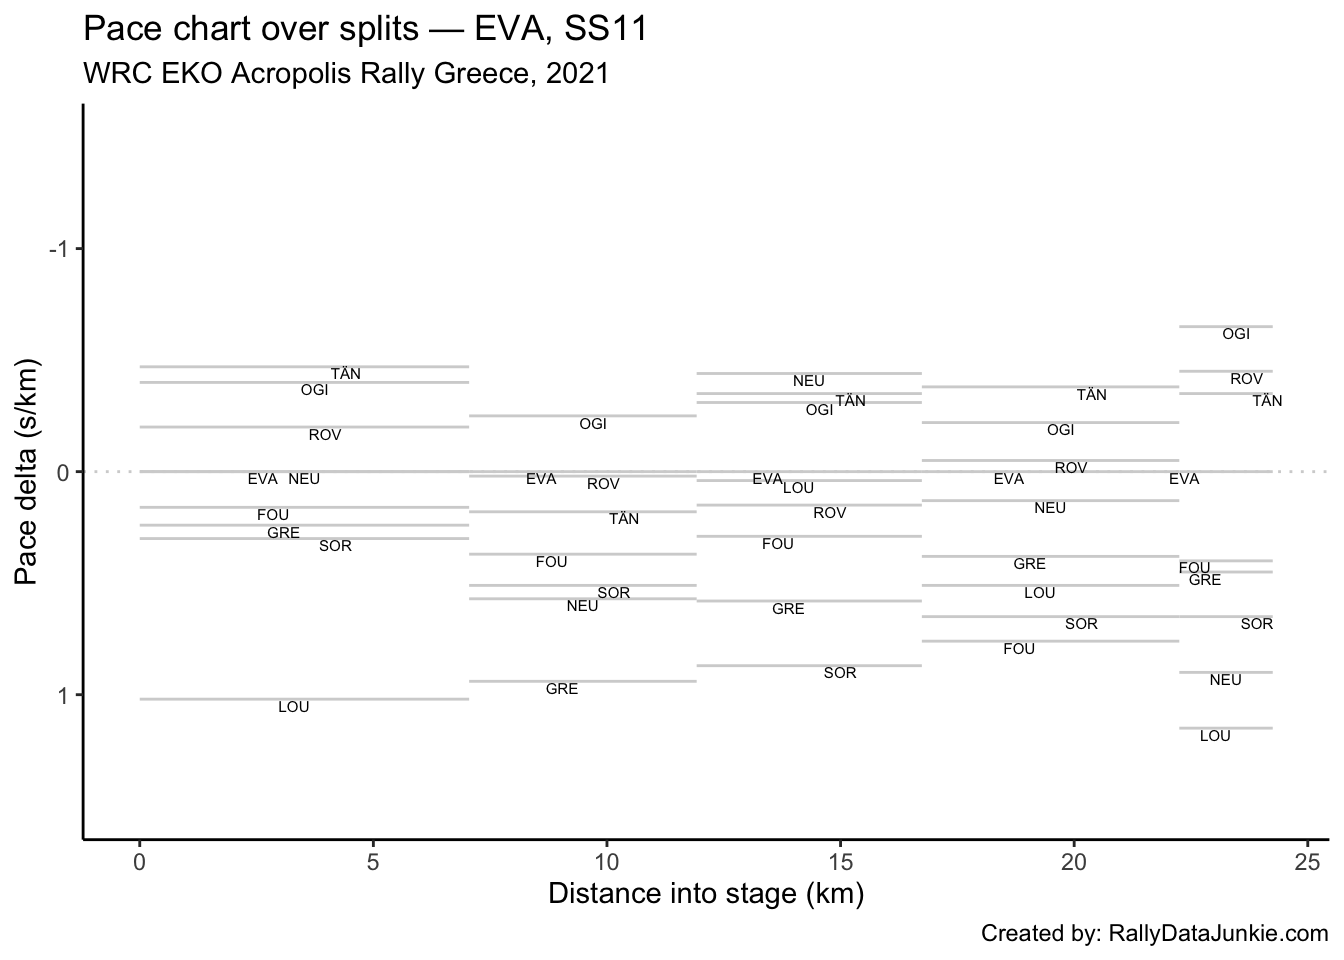 Pace chart over splits — EVA, SS11
WRC EKO Acropolis Rally Greece, 2021
Pace delta (s/km)
-1
0
1
TÄN
OGI
ROV
EVA NEU
FOU
GRE
SOR
LOU
OGI
EVA
ROV
TÄN
FOU
SOR
NEU
GRE
NEU
TÄN
OGI
EVA
LOU
ROV
FOU
GRE
SOR
TÄN
OGI
ROV
EVA
NEU
GRE
LOU
SOR
FOU
OGI
ROV
TÄN
EVA
FOU
GRE
SOR
NEU
LOU
0 5 10 15 20 25
Distance into stage (km)
Created by: RallyDataJunkie.com